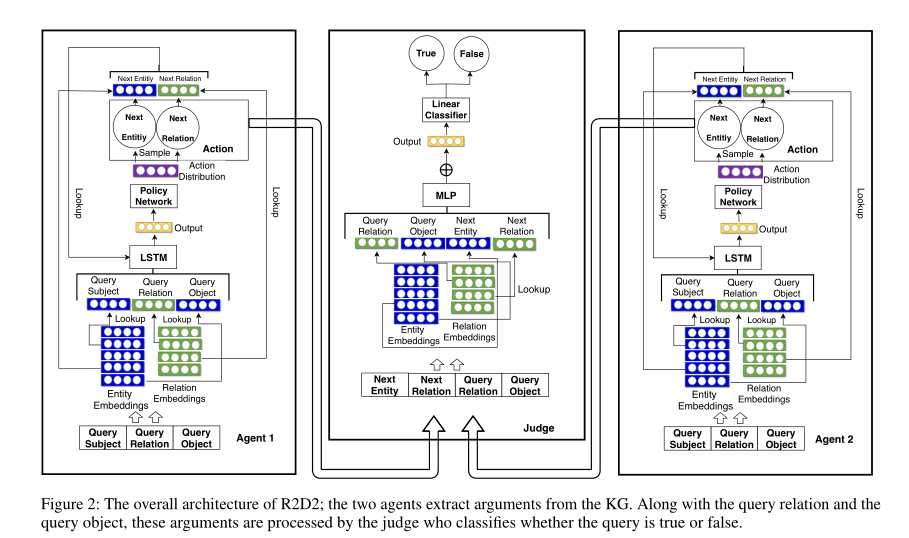 Next Entitiy Next Relation
Next
Entitiy
Next
Relation
Sample
Action
Action
Distribution
Policy
Network
Lookup
Lookup
Output
LSTM
Query
Subject
Query
Relation
Query
Object
Lookup
Lookup
Entity
Embeddings
Relation
Embeddings
Query
Subject
Query
Relation
Query
Object
Agent 1
True
False
Linear
Classifier
Output
MLP
Query
Relation
Query
Object
Next
Entity
Next
Relation
Lookup
Entity
Embeddings
Relation
Embeddings
Next
Entity
Next
Relation
Query
Relation
Query
Object
Judge
Next Entitiy Next Relation
Next
Entitiy
Next
Relation
Sample
Action
Action
Distribution
Policy
Network
Lookup
Lookup
Output
LSTM
Query
Subject
Query
Relation
Query
Object
Lookup
Lookup
Entity
Embeddings
Relation
Embeddings
Query
Subject
Query
Relation
Query
Object
Agent 2
Figure 2: The overall architecture of R2D2; the two agents extract arguments from the KG. Along with the query relation and the
query object, these arguments are processed by the judge who classifies whether the query is true or false.